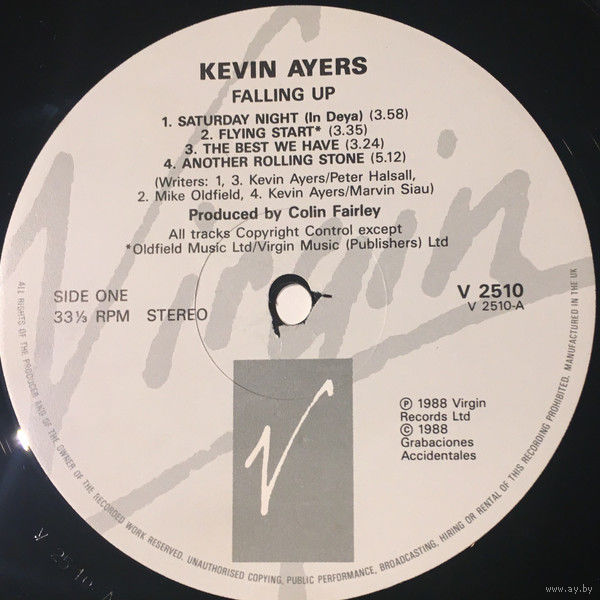 KEVIN AYERS
FALLING UP
1. SATURDAY NIGHT (In Deya) (3.58)
2. FLYING START* (3.35)
3. THE BEST WE HAVE (3.24)
4. ANOTHER ROLLING STONE (5.12)
(Writers: 1, 3. Kevin Ayers/Peter Halsall,
2. Mike Oldfield, 4. Kevin Ayers/Marvin Siau)
Produced by Colin Fairley
All tracks Copyright Control except
*Oldfield Music Ltd/Virgin Music (Publishers) Ltd
Virgin
SIDE ONE
33⅓ RPM STEREO
V 2510
V 2510-A
V
Ⓟ 1988 Virgin
Records Ltd
© 1988
Grabaciones
Accidentales
ALL RIGHTS OF THE PRODUCER AND OF THE OWNER OF THE RECORDED WORK RESERVED. UNAUTHORISED COPYING, PUBLIC PERFORMANCE, BROADCASTING, HIRING OR RENTAL OF THIS RECORDING PROHIBITED. MANUFACTURED IN THE UK
V 2510 A
www.ay.by